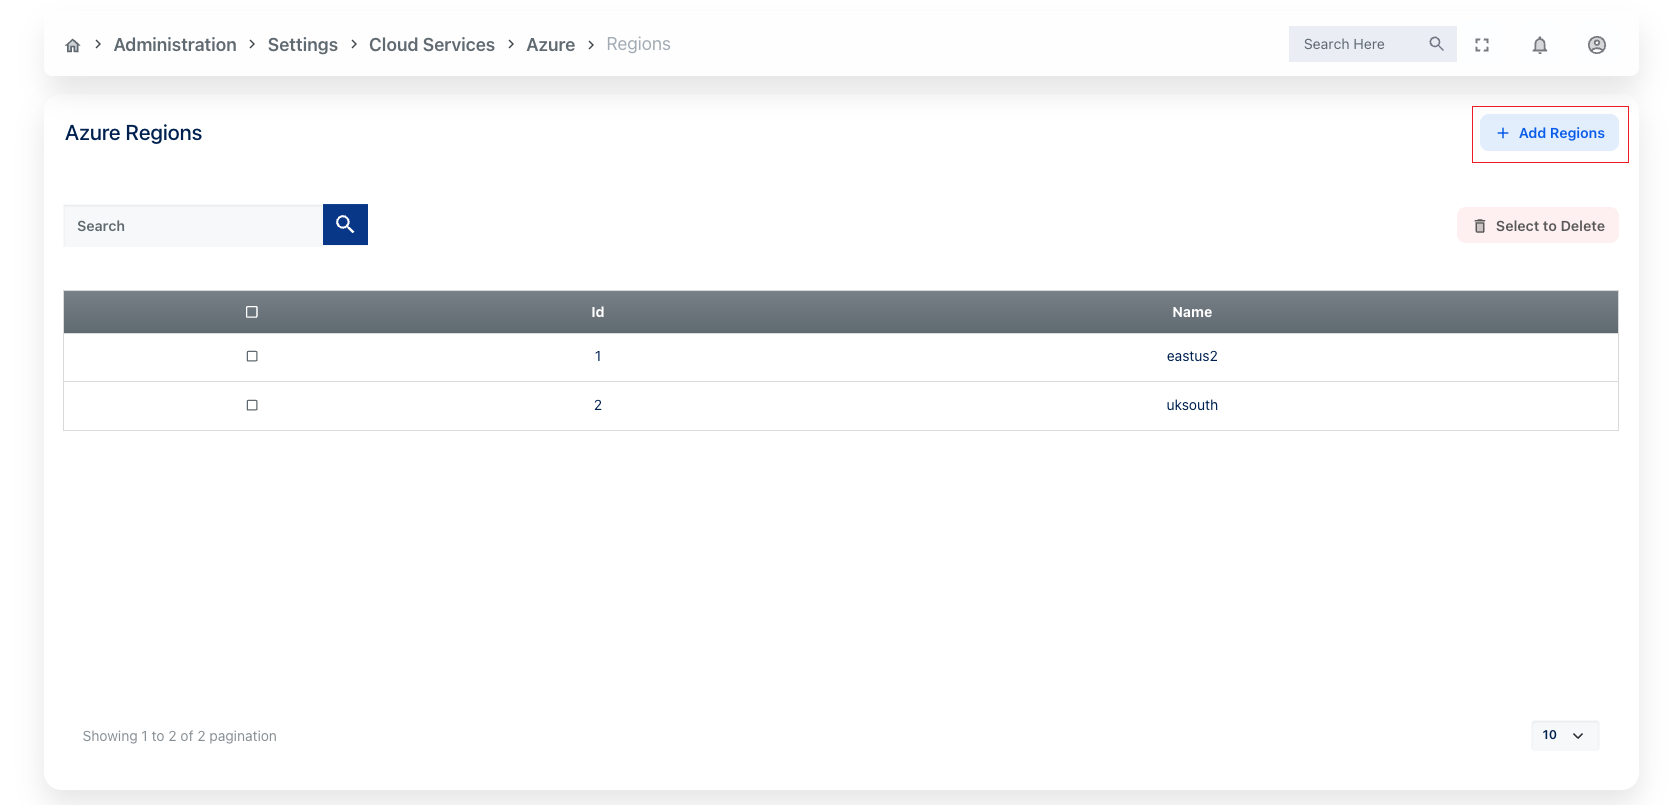 Administration > Settings > Cloud Services > Azure > Regions
Search Here
Azure Regions
+ Add Regions
Search
Select to Delete
Id Name
1 eastus2
2 uksouth
Showing 1 to 2 of 2 pagination
10